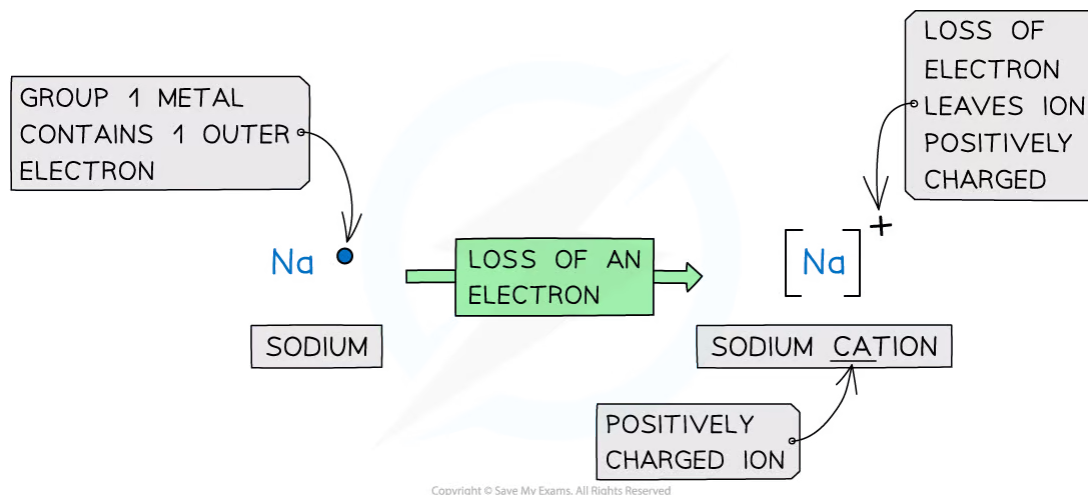 GROUP 1 METAL
CONTAINS 1 OUTER
ELECTRON
LOSS OF
ELECTRON
LEAVES ION
POSITIVELY
CHARGED
Na
LOSS OF AN
ELECTRON
[Na]+
SODIUM
SODIUM CATION
POSITIVELY
CHARGED ION
Copyright © Save My Exams. All Rights Reserved